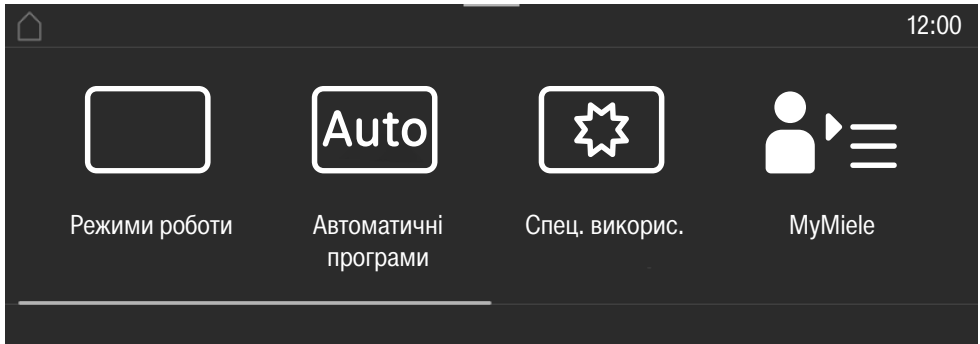 12:00
Auto
Режими роботи
Автоматичні
програми
Спец. викорис.
MyMiele